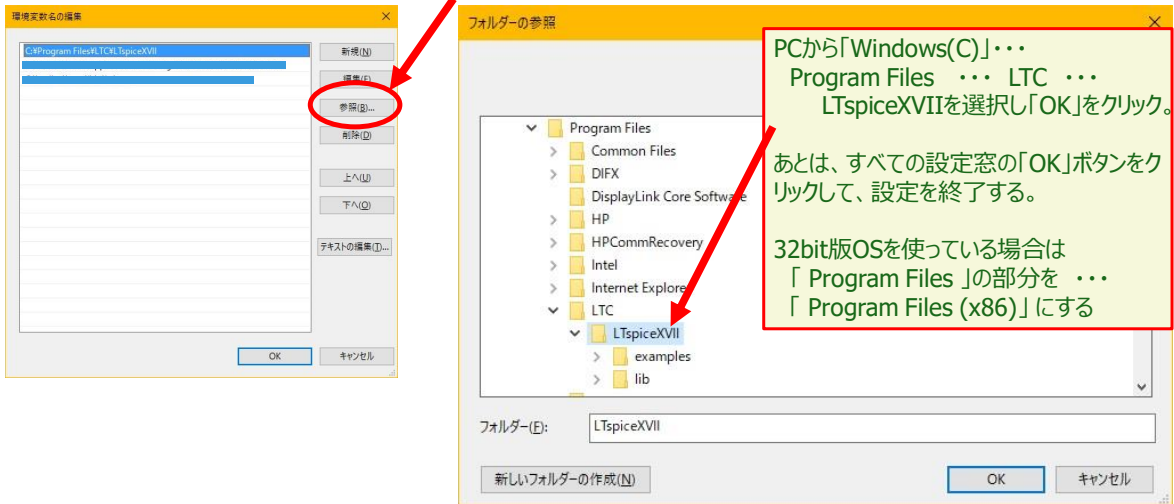 環境変数名の編集
C:¥Program Files¥LTC¥LTspiceXVII
新規(N)
編集(E)
参照(B)...
削除(D)
上へ(U)
下へ(O)
テキストの編集(T)...
OK
キャンセル
フォルダーの参照
Program Files
Common Files
DIFX
DisplayLink Core Software
HP
HPCommRecovery
Intel
Internet Explore
LTC
LTspiceXVII
examples
lib
フォルダー(F):
LTspiceXVII
新しいフォルダーの作成(N)
OK
キャンセル
PCから「Windows(C)」・・・
Program Files ・・・ LTC ・・・
LTspiceXVIIを選択し「OK」をクリック。
あとは、すべての設定窓の「OK」ボタンをク
リックして、設定を終了する。
32bit版OSを使っている場合は
「 Program Files 」の部分を ・・・
「 Program Files (x86)」にする